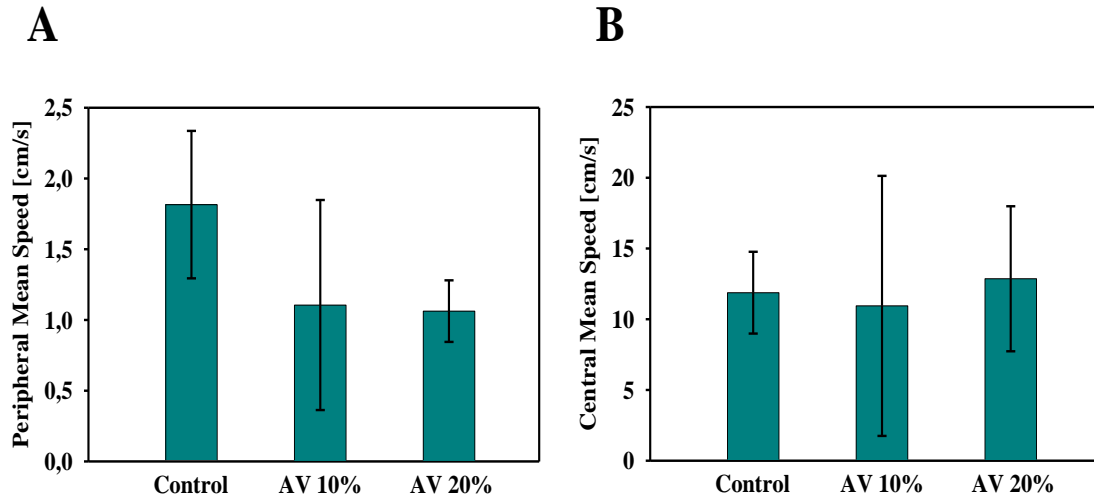 A
Peripheral Mean Speed [cm/s]
2,5
2,0
1,5
1,0
0,5
0,0
Control AV 10% AV 20%
B
Central Mean Speed [cm/s]
25
20
15
10
5
0
Control AV 10% AV 20%